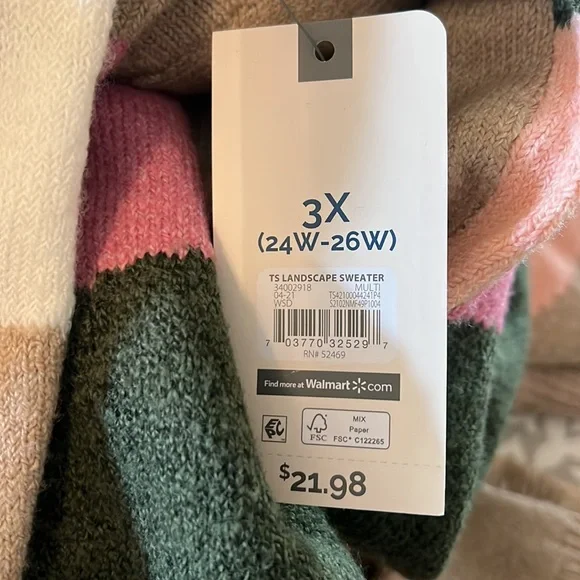 3X
(24W-26W)
TS LANDSCAPE SWEATER
34002918 MULTI
04-21 TS42100044241P4
WSD S2102NMF49P1004
7 03770 32529 7
RN# 52469
Find more at Walmart com
FSC
MIX
Paper
FSC® C122265
$21.98